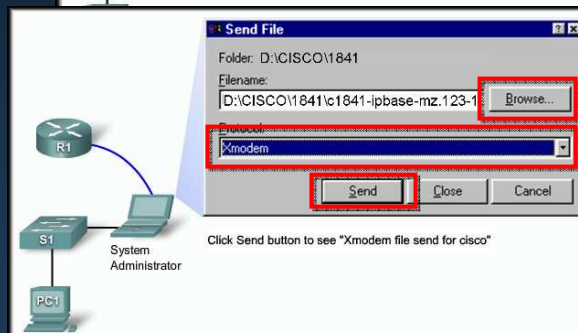 Send File
Folder: D:\CISCO\1841
Filename:
D:\CISCO\1841\c1841-ipbase-mz.123-1
Browse...
Protocol:
Xmodem
Send
Close
Cancel
R1
S1
System
Administrator
PC1
Click Send button to see "Xmodem file send for cisco"